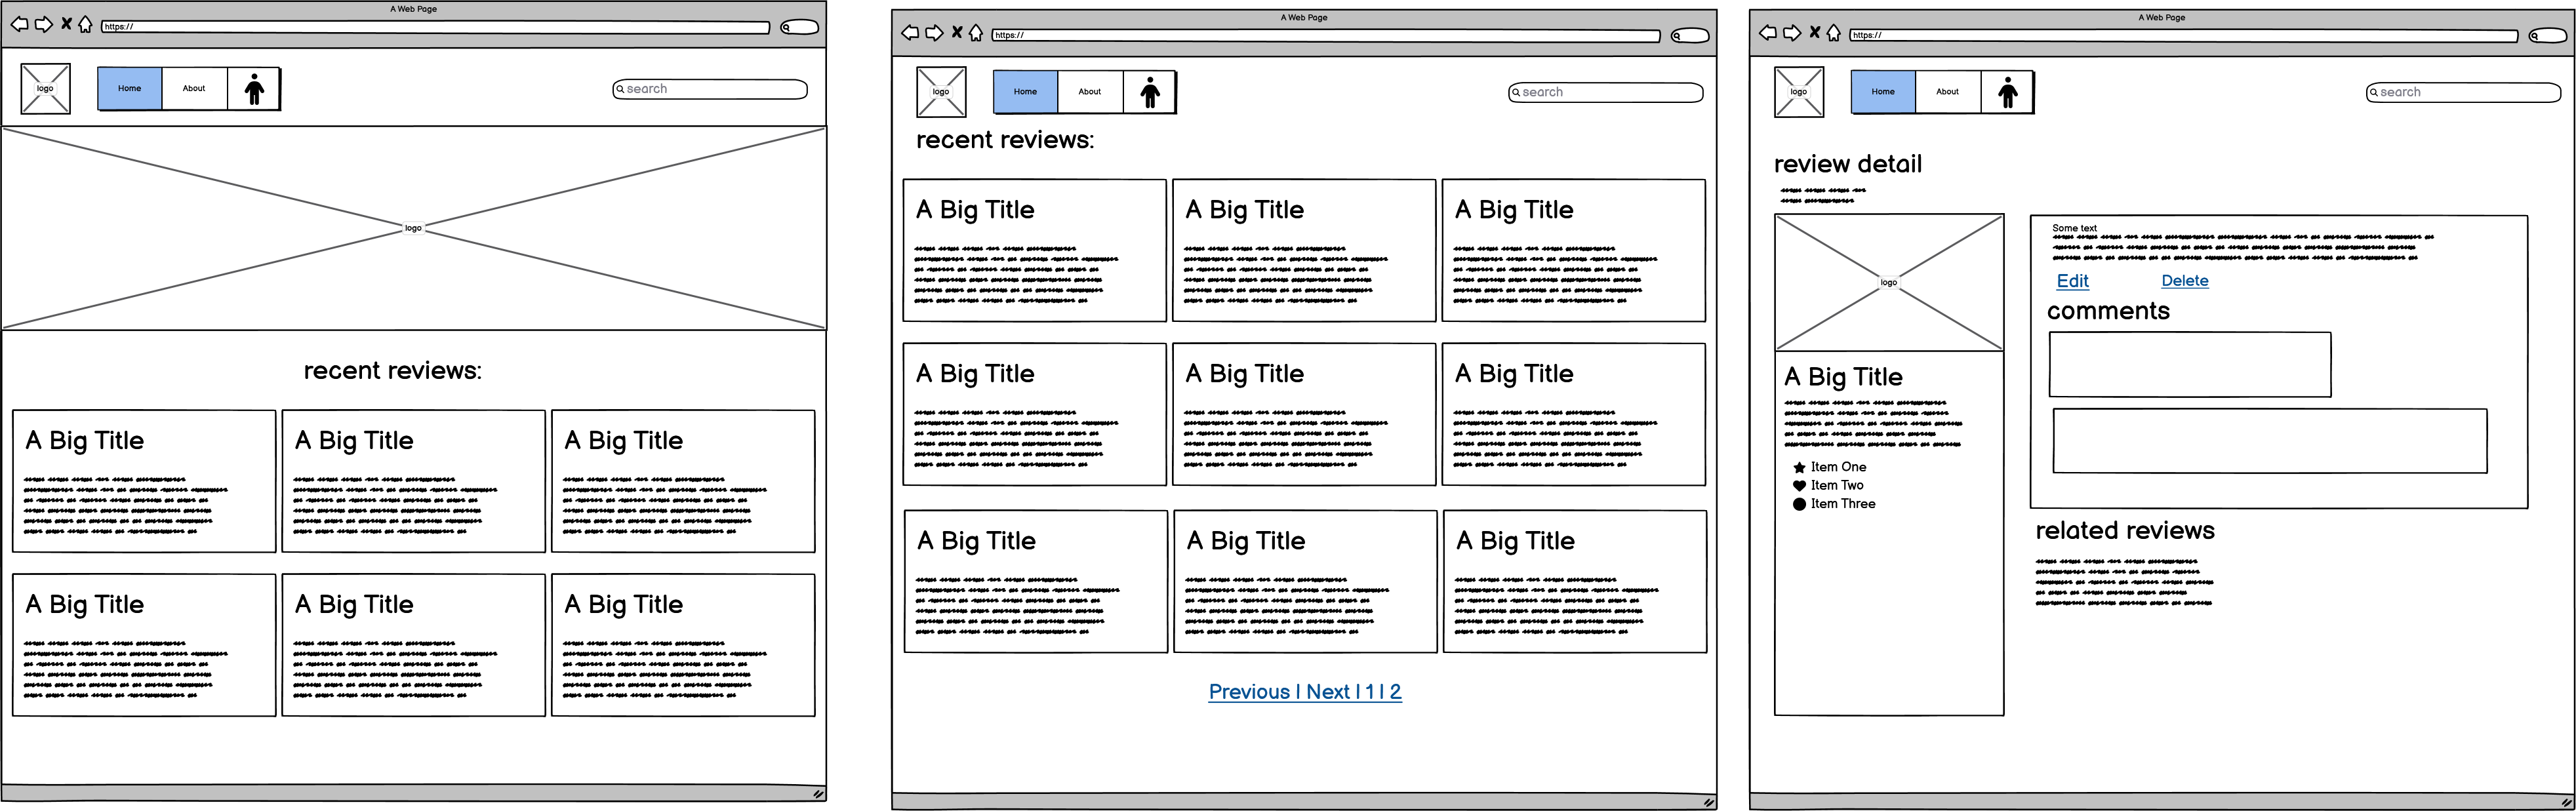 A Web Page
https://
logo
Home
About
search
logo
recent reviews:
A Big Title
A Big Title
A Big Title
A Big Title
A Big Title
A Big Title
A Web Page
https://
logo
Home
About
search
recent reviews:
A Big Title
A Big Title
A Big Title
A Big Title
A Big Title
A Big Title
A Big Title
A Big Title
A Big Title
Previous | Next | 1 | 2
A Web Page
https://
logo
Home
About
search
review detail
logo
A Big Title
Item One
Item Two
Item Three
Some text
Edit
Delete
comments
related reviews